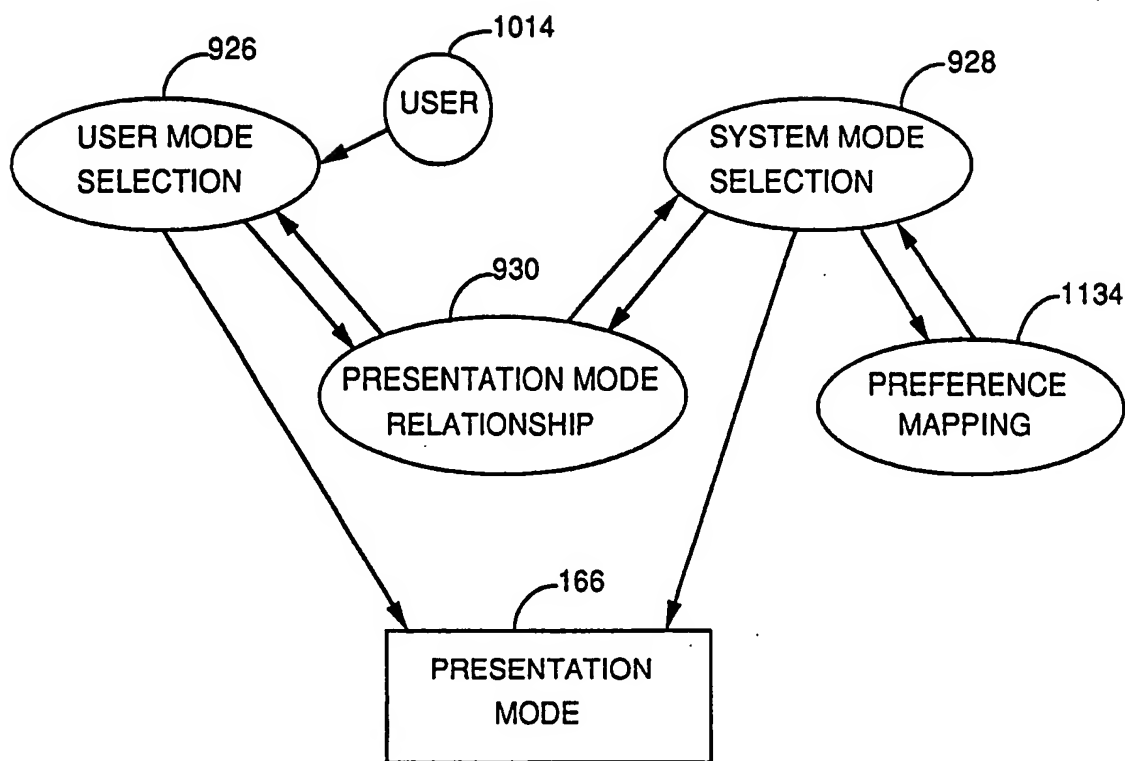 1014
926
USER
928
USER MODE
SELECTION
SYSTEM MODE
SELECTION
930
1134
PRESENTATION MODE
RELATIONSHIP
PREFERENCE
MAPPING
166
PRESENTATION
MODE